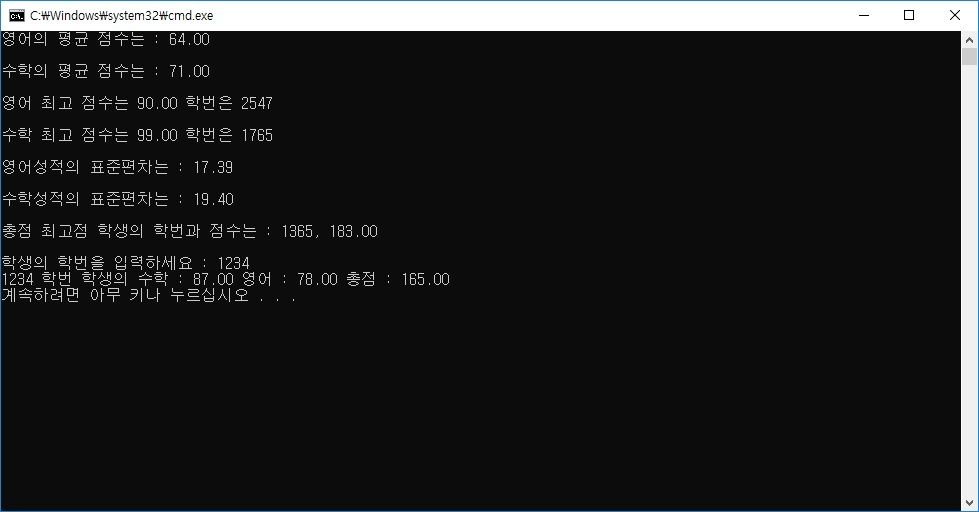 C:₩Windows₩system32₩cmd.exe
영어의 평균 점수는 : 64.00
수학의 평균 점수는 : 71.00
영어 최고 점수는 90.00 학번은 2547
수학 최고 점수는 99.00 학번은 1765
영어성적의 표준편차는 : 17.39
수학성적의 표준편차는 : 19.40
총점 최고점 학생의 학번과 점수는 : 1365, 183.00
학생의 학번을 입력하세요 : 1234
1234 학번 학생의 수학 : 87.00 영어 : 78.00 총점 : 165.00
계속하려면 아무 키나 누르십시오 . . .